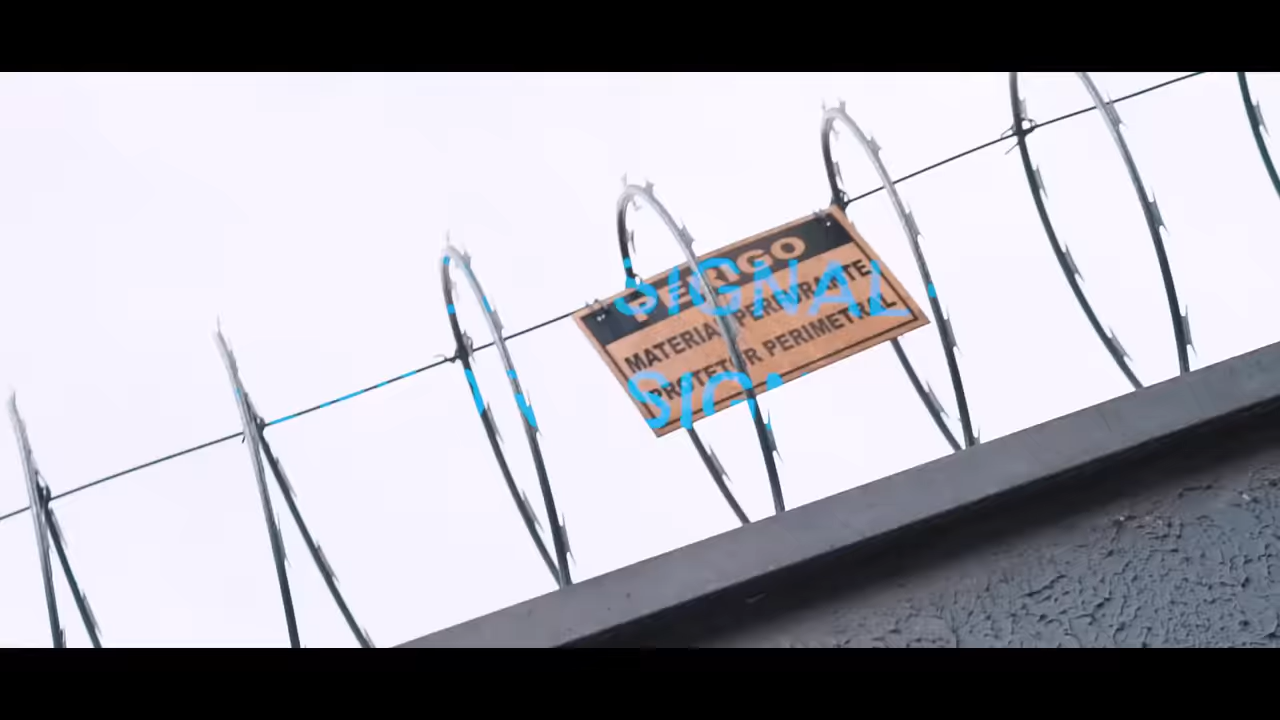 PERIGO
MATERIAL PERFURANTE
PROTETOR PERIMETRAL
SIGNAL